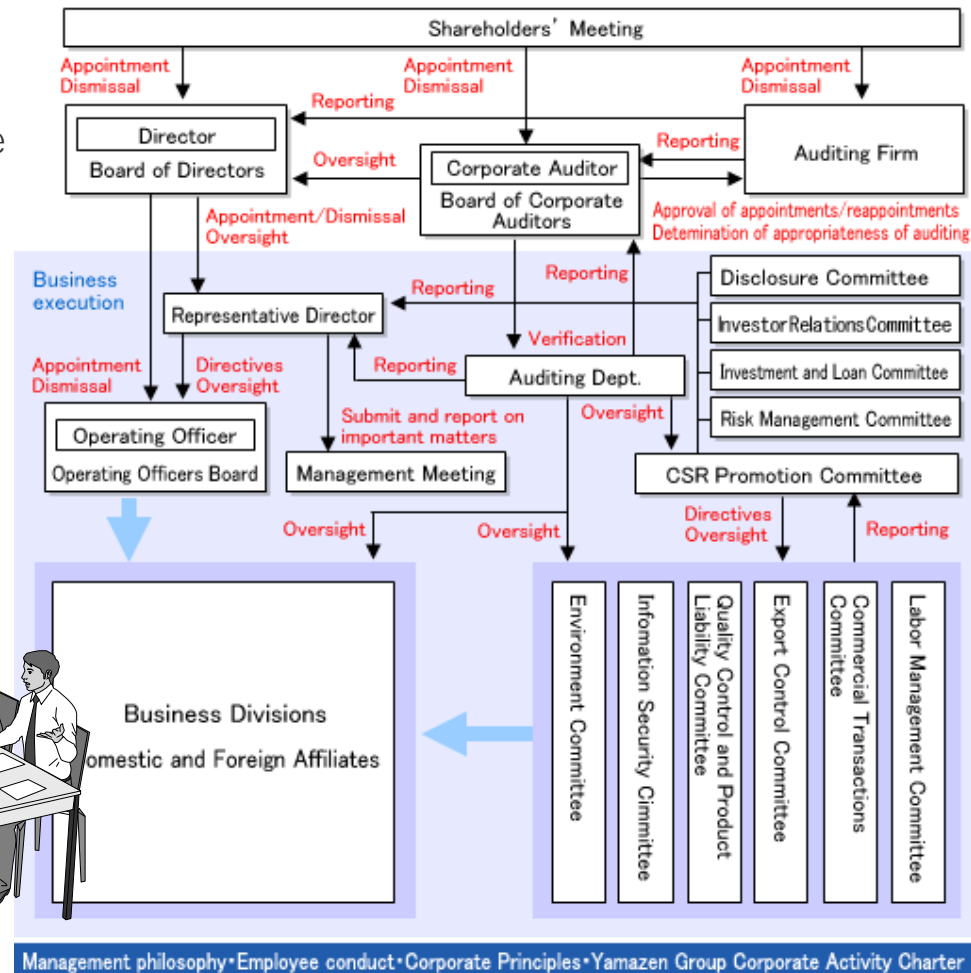 Shareholders' Meeting
Appointment
Dismissal
Appointment
Dismissal
Appointment
Dismissal
Reporting
e
Director
Board of Directors
Oversight
Corporate Auditor
Board of Corporate
Auditors
Reporting
Auditing Firm
Approval of appointments/reappointments
Detemination of appropriateness of auditing
Appointment/Dismissal
Oversight
Business
execution
Reporting
Reporting
Disclosure Committee
Investor Relations Committee
Investment and Loan Committee
Risk Management Committee
Representative Director
Verification
Reporting
Auditing Dept.
Appointment
Dismissal
Directives
Oversight
Oversight
Submit and report on
important matters
Operating Officer
Operating Officers Board
Management Meeting
CSR Promotion Committee
Oversight
Oversight
Directives
Oversight
Reporting
Business Divisions
omestic and Foreign Affiliates
Environment Committee
Infomation Security Cimmittee
Quality Control and Product
Liability Committee
Export Control Committee
Commercial Transactions
Committee
Labor Management Committee
Management philosophy･Employee conduct･Corporate Principles･Yamazen Group Corporate Activity Charter